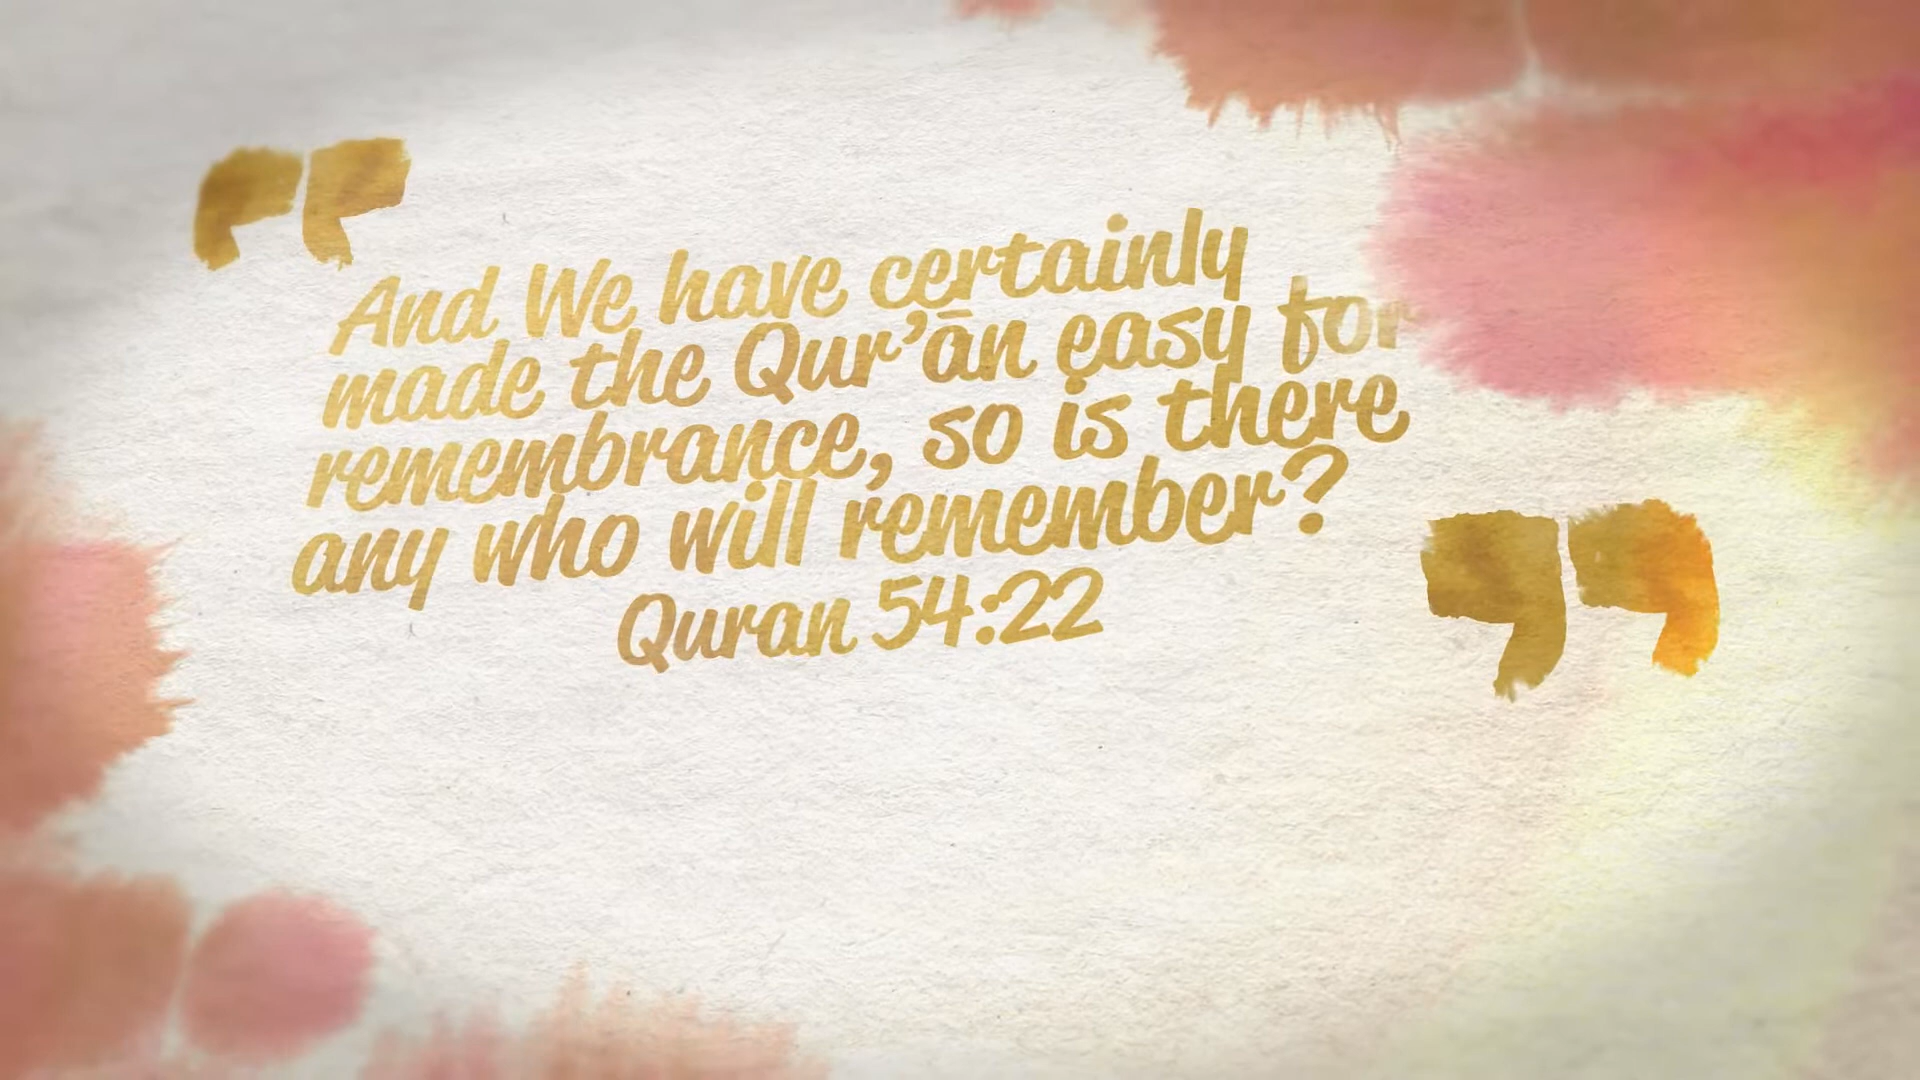 And We have certainly
made the Qur’ān easy for
remembrance, so is there
any who will remember?
Quran 54:22